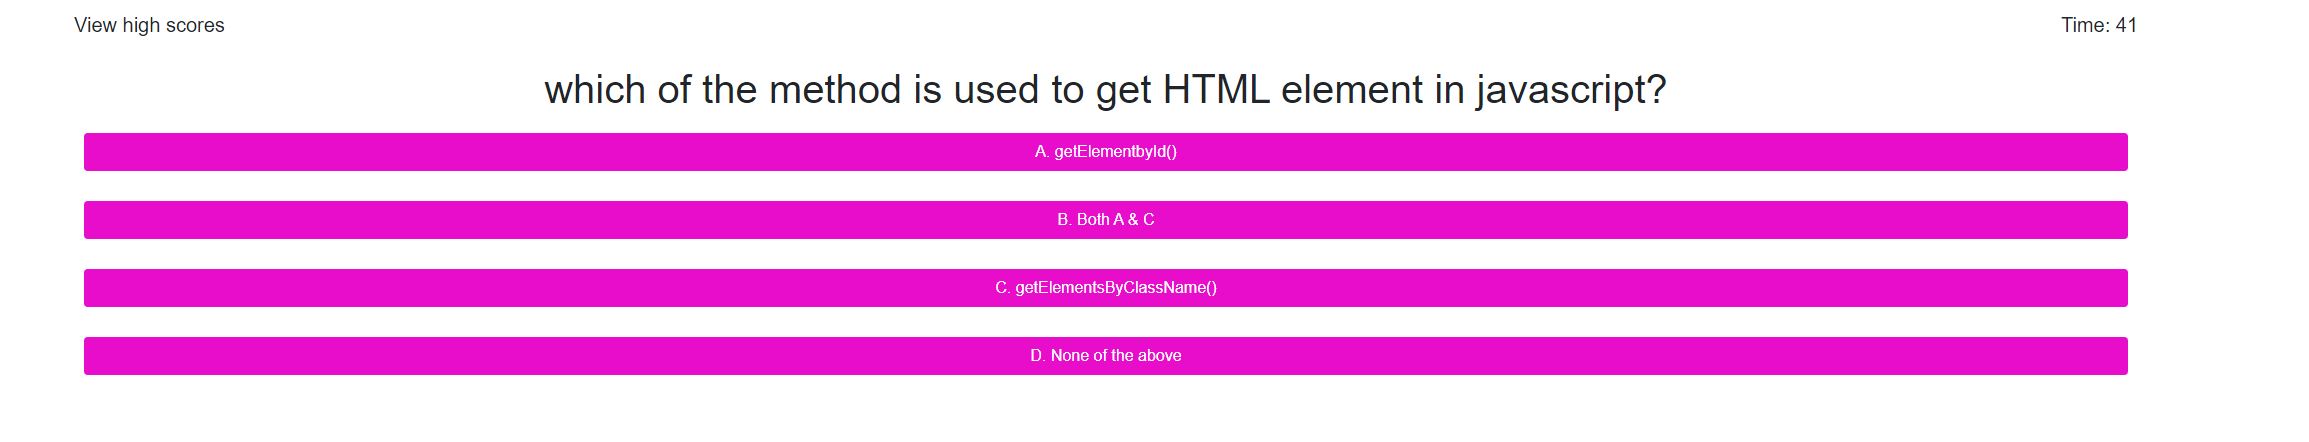 View high scores
Time: 41
which of the method is used to get HTML element in javascript?
A. getElementbyId()
B. Both A & C
C. getElementsByClassName()
D. None of the above